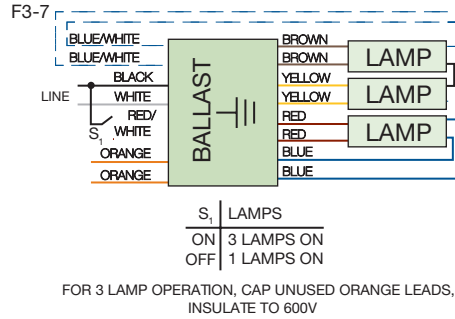 F3-7
BLUE/WHITE
BLUE/WHITE
BLACK
LINE
WHITE
RED/
WHITE
S1
ORANGE
ORANGE
BALLAST
BROWN
BROWN
YELLOW
YELLOW
RED
RED
BLUE
BLUE
LAMP
LAMP
LAMP
S1 LAMPS
ON 3 LAMPS ON
OFF 1 LAMPS ON
FOR 3 LAMP OPERATION, CAP UNUSED ORANGE LEADS,
INSULATE TO 600V